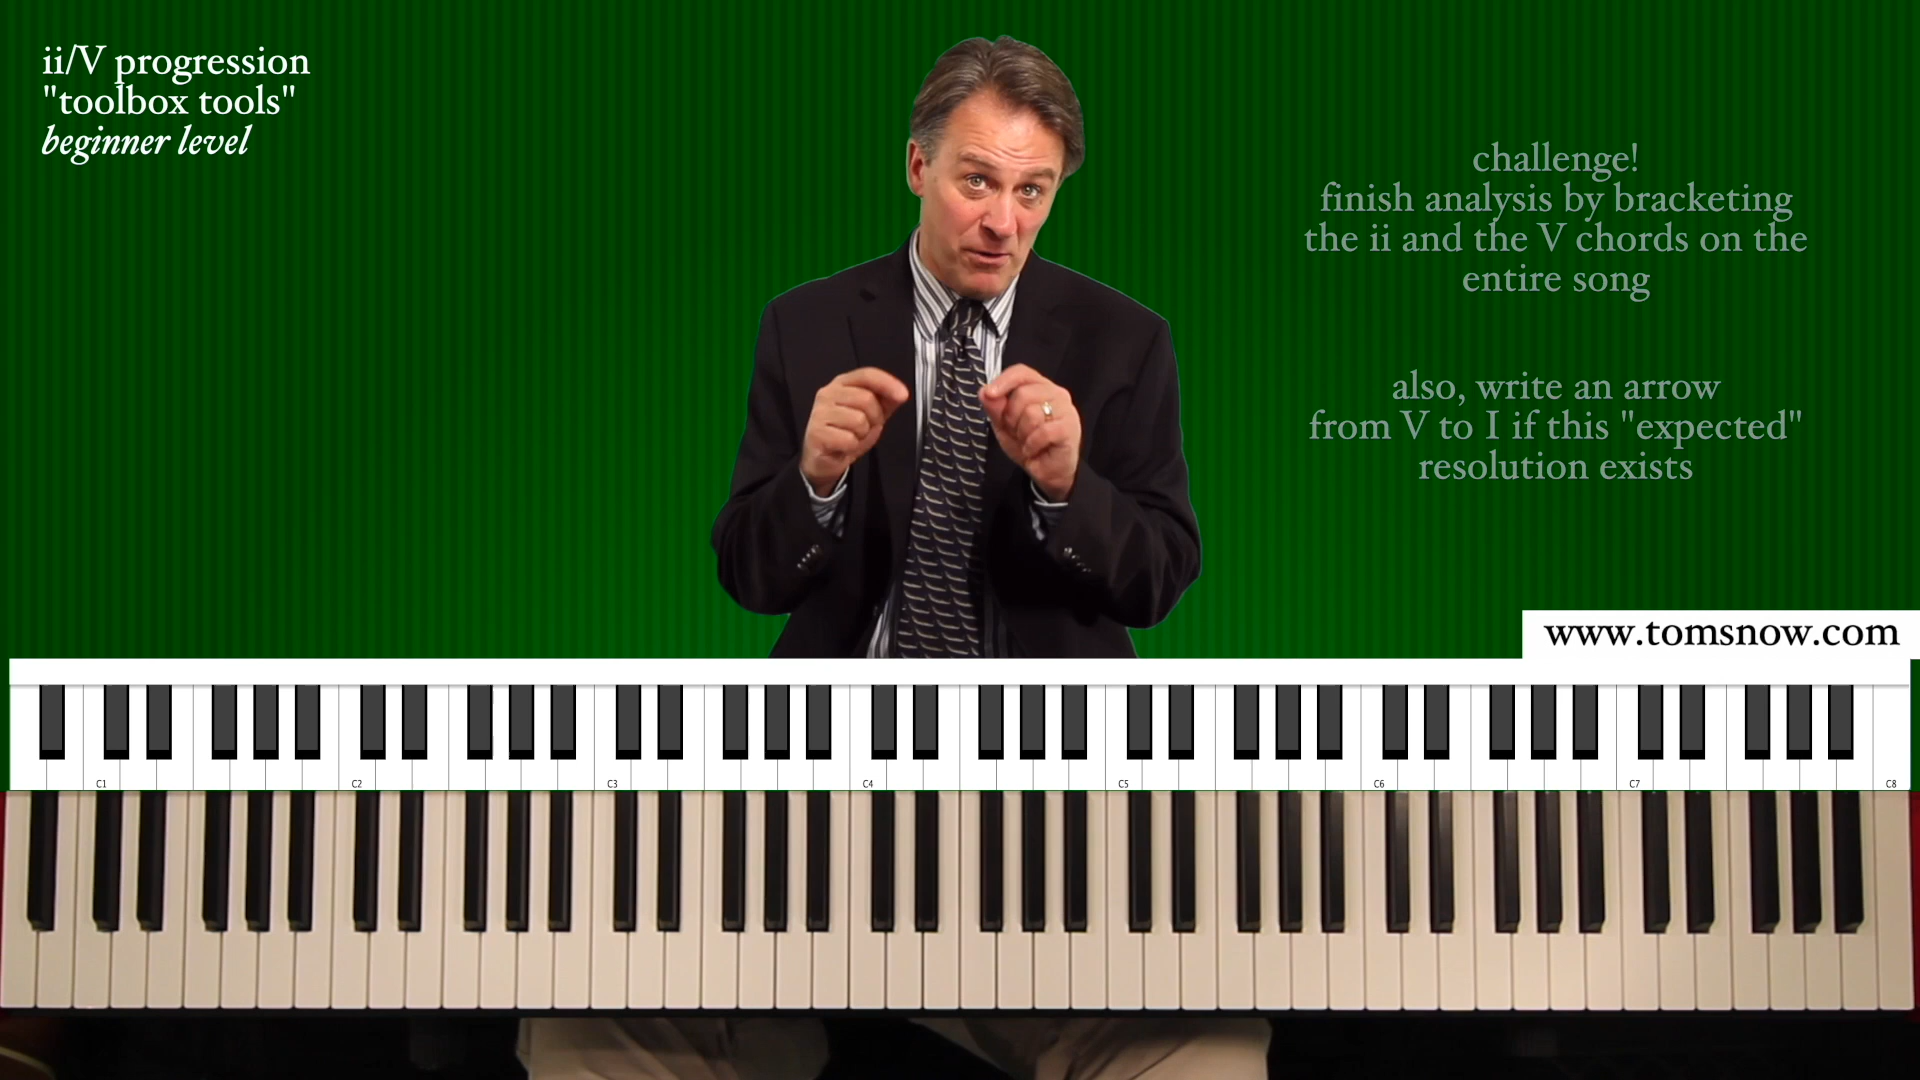 ii/V progression
"toolbox tools"
beginner level
challenge!
finish analysis by bracketing
the ii and the V chords on the
entire song
also, write an arrow
from V to I if this "expected"
resolution exists
www.tomsnow.com
C1
C2
C3
C4
C5
C6
C7
C8